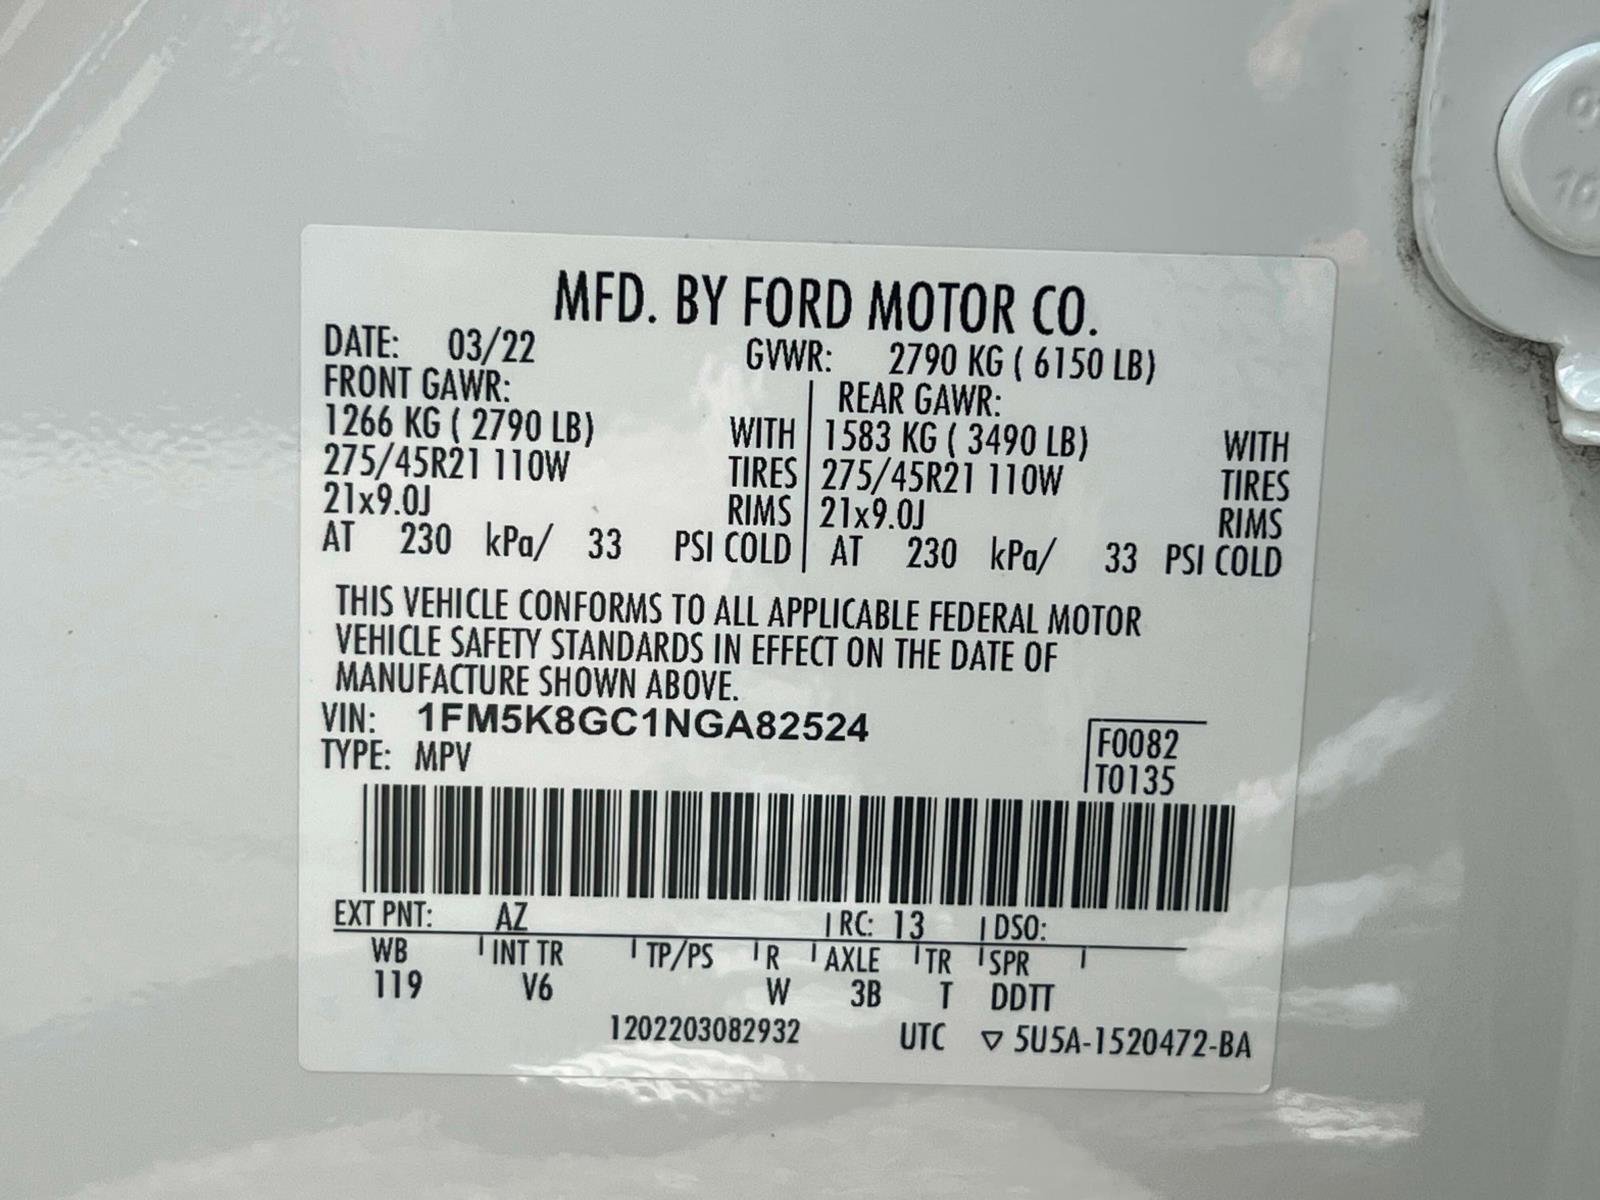 MFD. BY FORD MOTOR CO.
DATE: 03/22 GVWR: 2790 KG ( 6150 LB)
FRONT GAWR: REAR GAWR:
1266 KG ( 2790 LB) WITH 1583 KG ( 3490 LB) WITH
275/45R21 110W TIRES 275/45R21 110W TIRES
21x9.0J RIMS 21x9.0J RIMS
AT 230 kPa/ 33 PSI COLD AT 230 kPa/ 33 PSI COLD
THIS VEHICLE CONFORMS TO ALL APPLICABLE FEDERAL MOTOR
VEHICLE SAFETY STANDARDS IN EFFECT ON THE DATE OF
MANUFACTURE SHOWN ABOVE.
VIN: 1FM5K8GC1NGA82524
TYPE: MPV
F0082
T0135
EXT PNT: AZ RC: 13 DSO:
WB INT TR TP/PS R AXLE TR SPR
119 V6 W 3B T DDTT
1202203082932 UTC ▽ 5U5A-1520472-BA